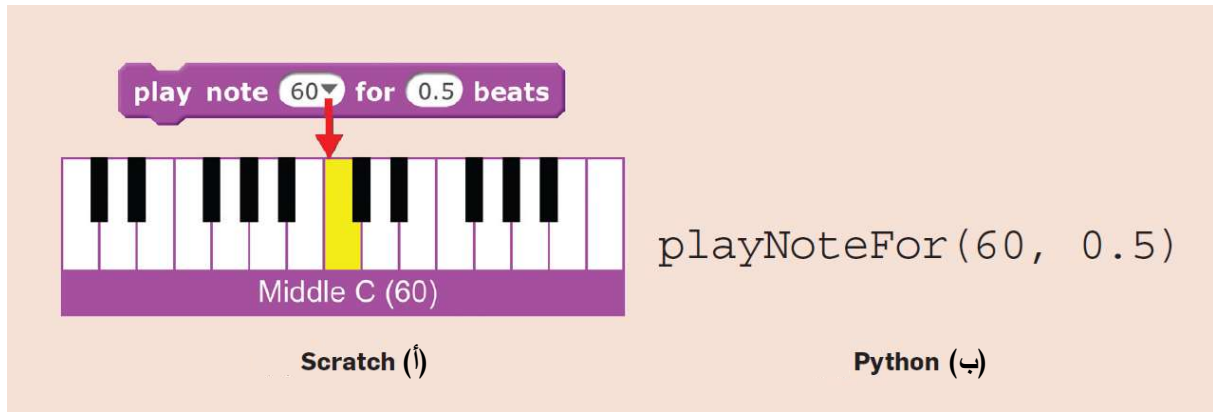 play note 60 for 0.5 beats
Middle C (60)
playNoteFor(60, 0.5)
(أ) Scratch
(ب) Python